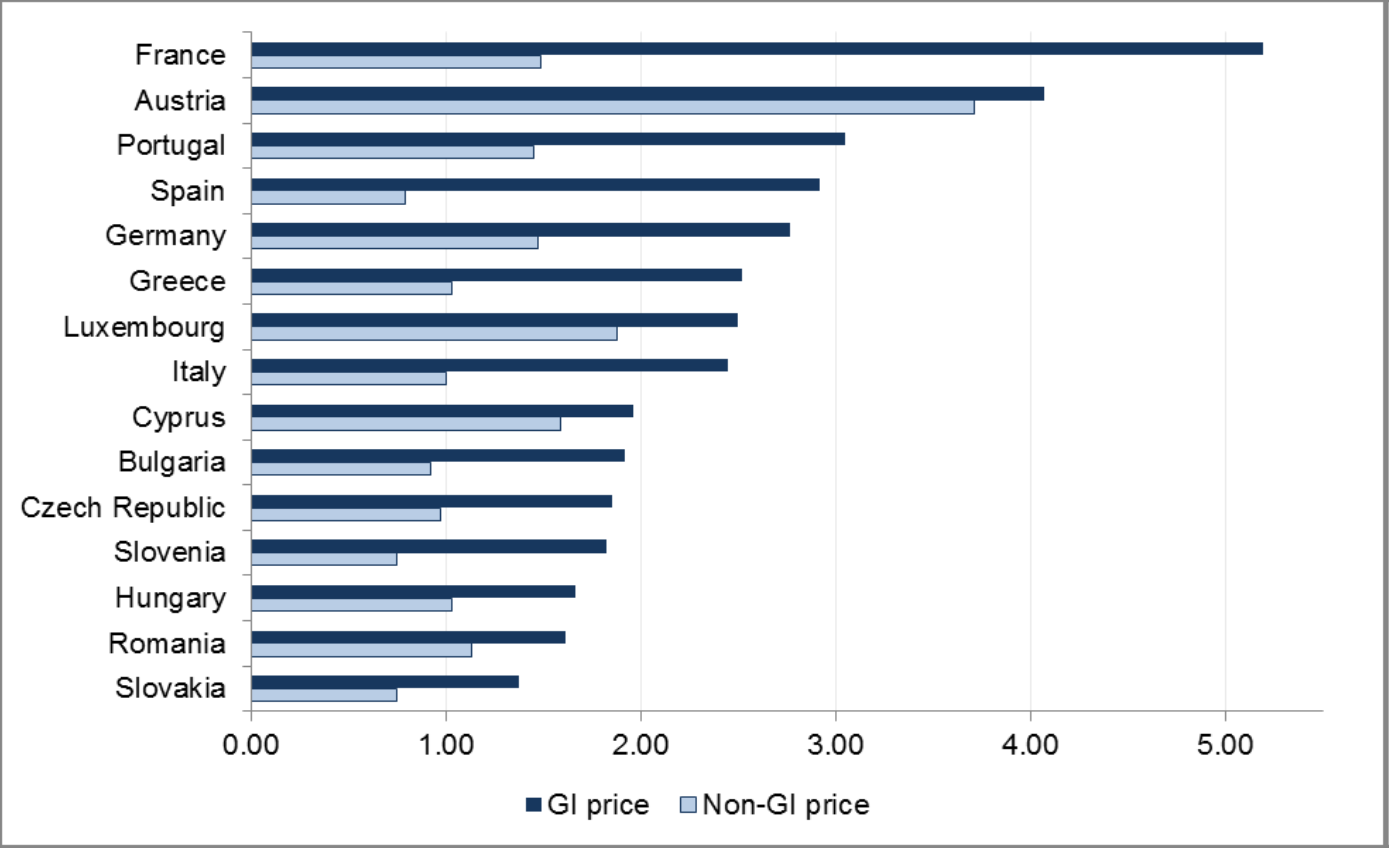 France
Austria
Portugal
Spain
Germany
Greece
Luxembourg
Italy
Cyprus
Bulgaria
Czech Republic
Slovenia
Hungary
Romania
Slovakia
0.00 1.00 2.00 3.00 4.00 5.00
GI price Non-GI price